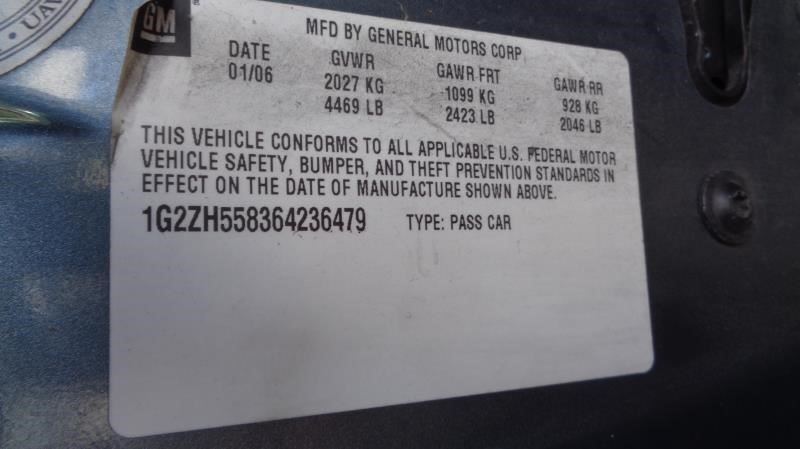 GM
MFD BY GENERAL MOTORS CORP
DATE GVWR GAWR FRT GAWR RR
01/06 2027 KG 1099 KG 928 KG
4469 LB 2423 LB 2046 LB
THIS VEHICLE CONFORMS TO ALL APPLICABLE U.S. FEDERAL MOTOR
VEHICLE SAFETY, BUMPER, AND THEFT PREVENTION STANDARDS IN
EFFECT ON THE DATE OF MANUFACTURE SHOWN ABOVE.
1G2ZH558364236479 TYPE: PASS CAR
UAW